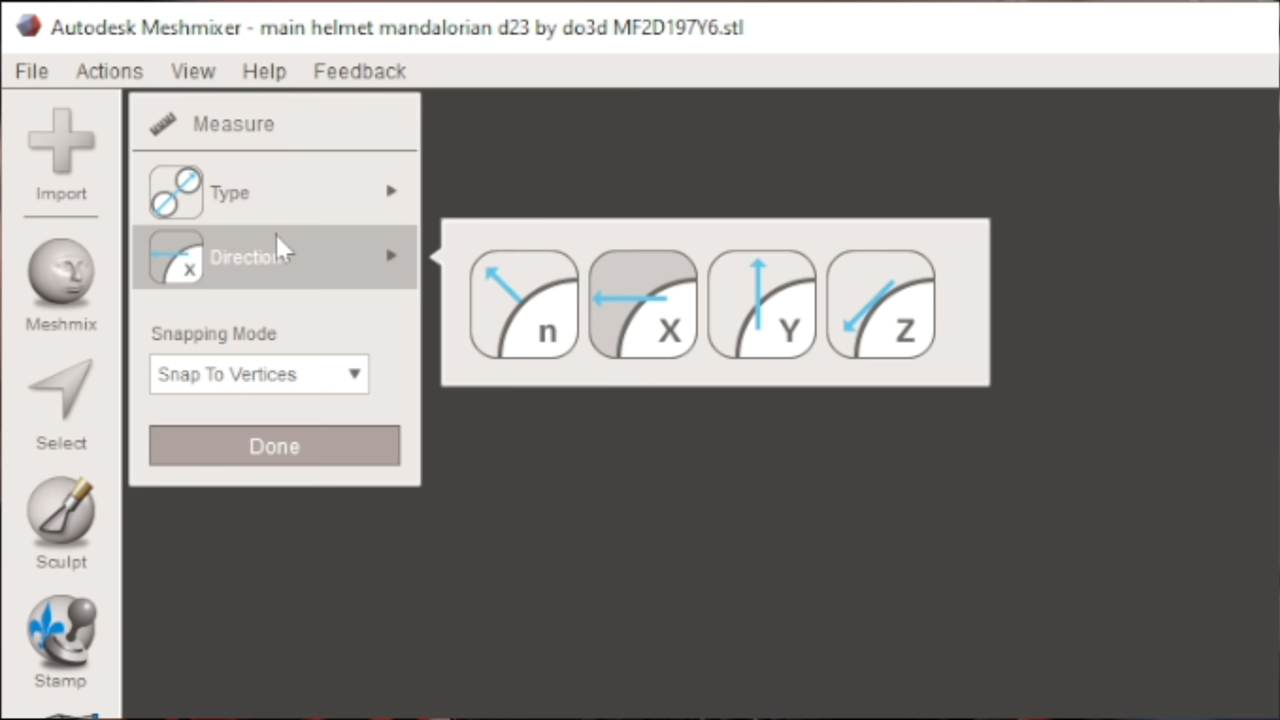 Autodesk Meshmixer - main helmet mandalorian d23 by do3d MF2D197Y6.stl
File Actions View Help Feedback
Import
Meshmix
Select
Sculpt
Stamp
Measure
Type
X Direction
Snapping Mode
Snap To Vertices
Done
n X Y Z